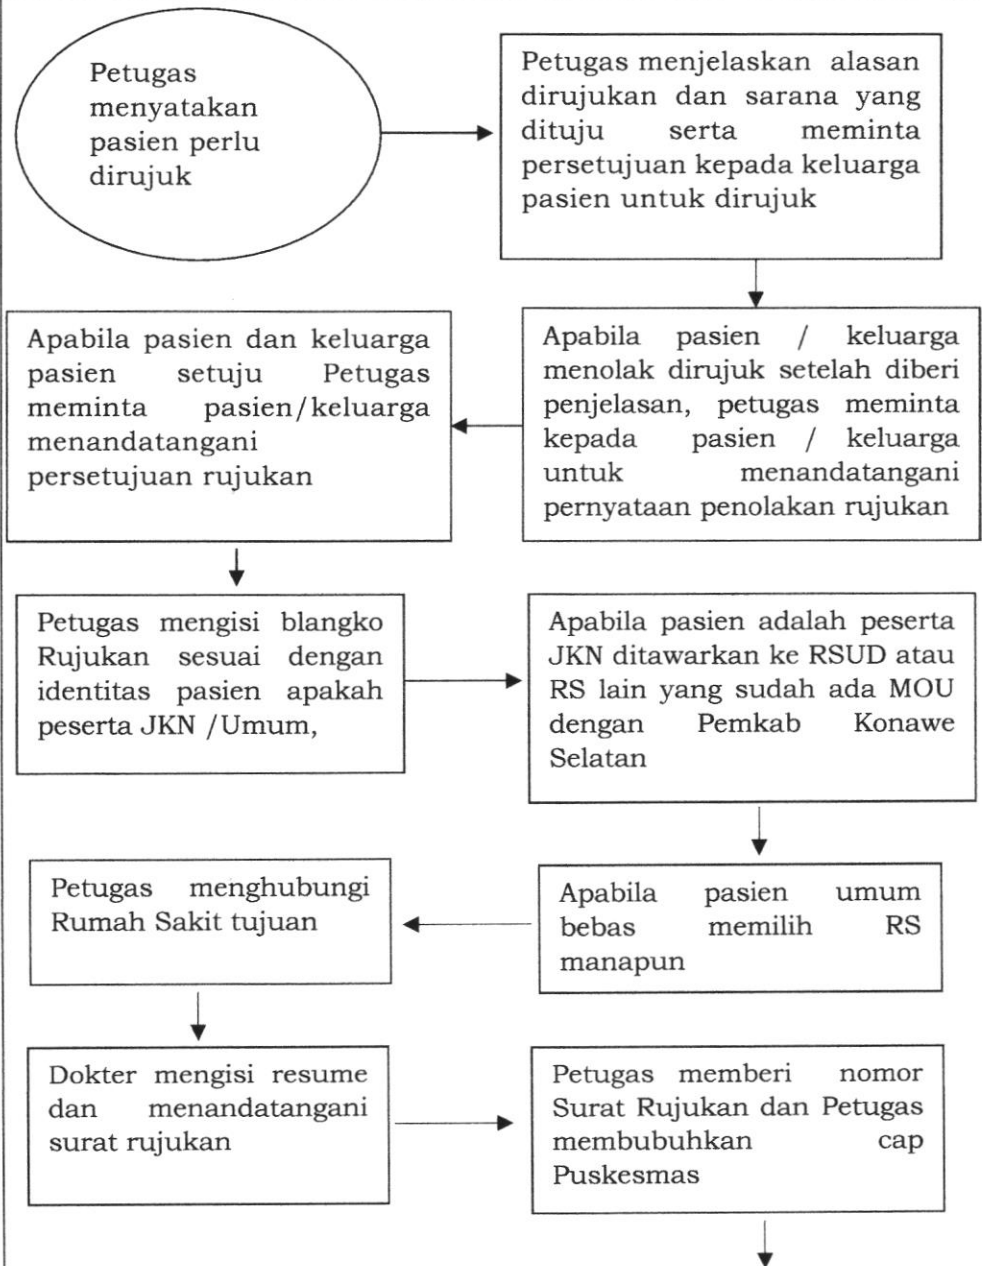 Petugas
menyatakan
pasien perlu
dirujuk
Petugas menjelaskan alasan
dirujukan dan sarana yang
dituju serta meminta
persetujuan kepada keluarga
pasien untuk dirujuk
Apabila pasien / keluarga
menolak dirujuk setelah diberi
penjelasan, petugas meminta
kepada pasien / keluarga
untuk menandatangani
pernyataan penolakan rujukan
Apabila pasien dan keluarga
pasien setuju Petugas
meminta pasien/keluarga
menandatangani
persetujuan rujukan
Petugas mengisi blangko
Rujukan sesuai dengan
identitas pasien apakah
peserta JKN /Umum,
Apabila pasien adalah peserta
JKN ditawarkan ke RSUD atau
RS lain yang sudah ada MOU
dengan Pemkab Konawe
Selatan
Apabila pasien umum
bebas memilih RS
manapun
Petugas menghubungi
Rumah Sakit tujuan
Dokter mengisi resume
dan menandatangani
surat rujukan
Petugas memberi nomor
Surat Rujukan dan Petugas
membubuhkan cap
Puskesmas